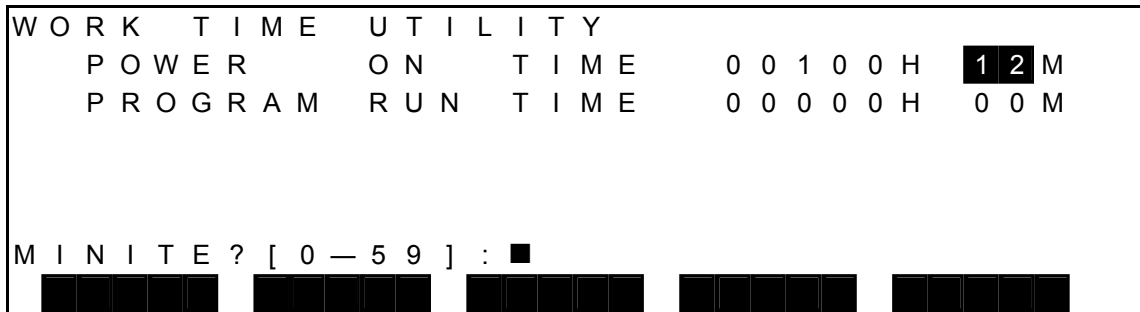 WORK TIME UTILITY
POWER ON TIME 00100H 12M
PROGRAM RUN TIME 00000H 00M
MINITE?[0—59]:■